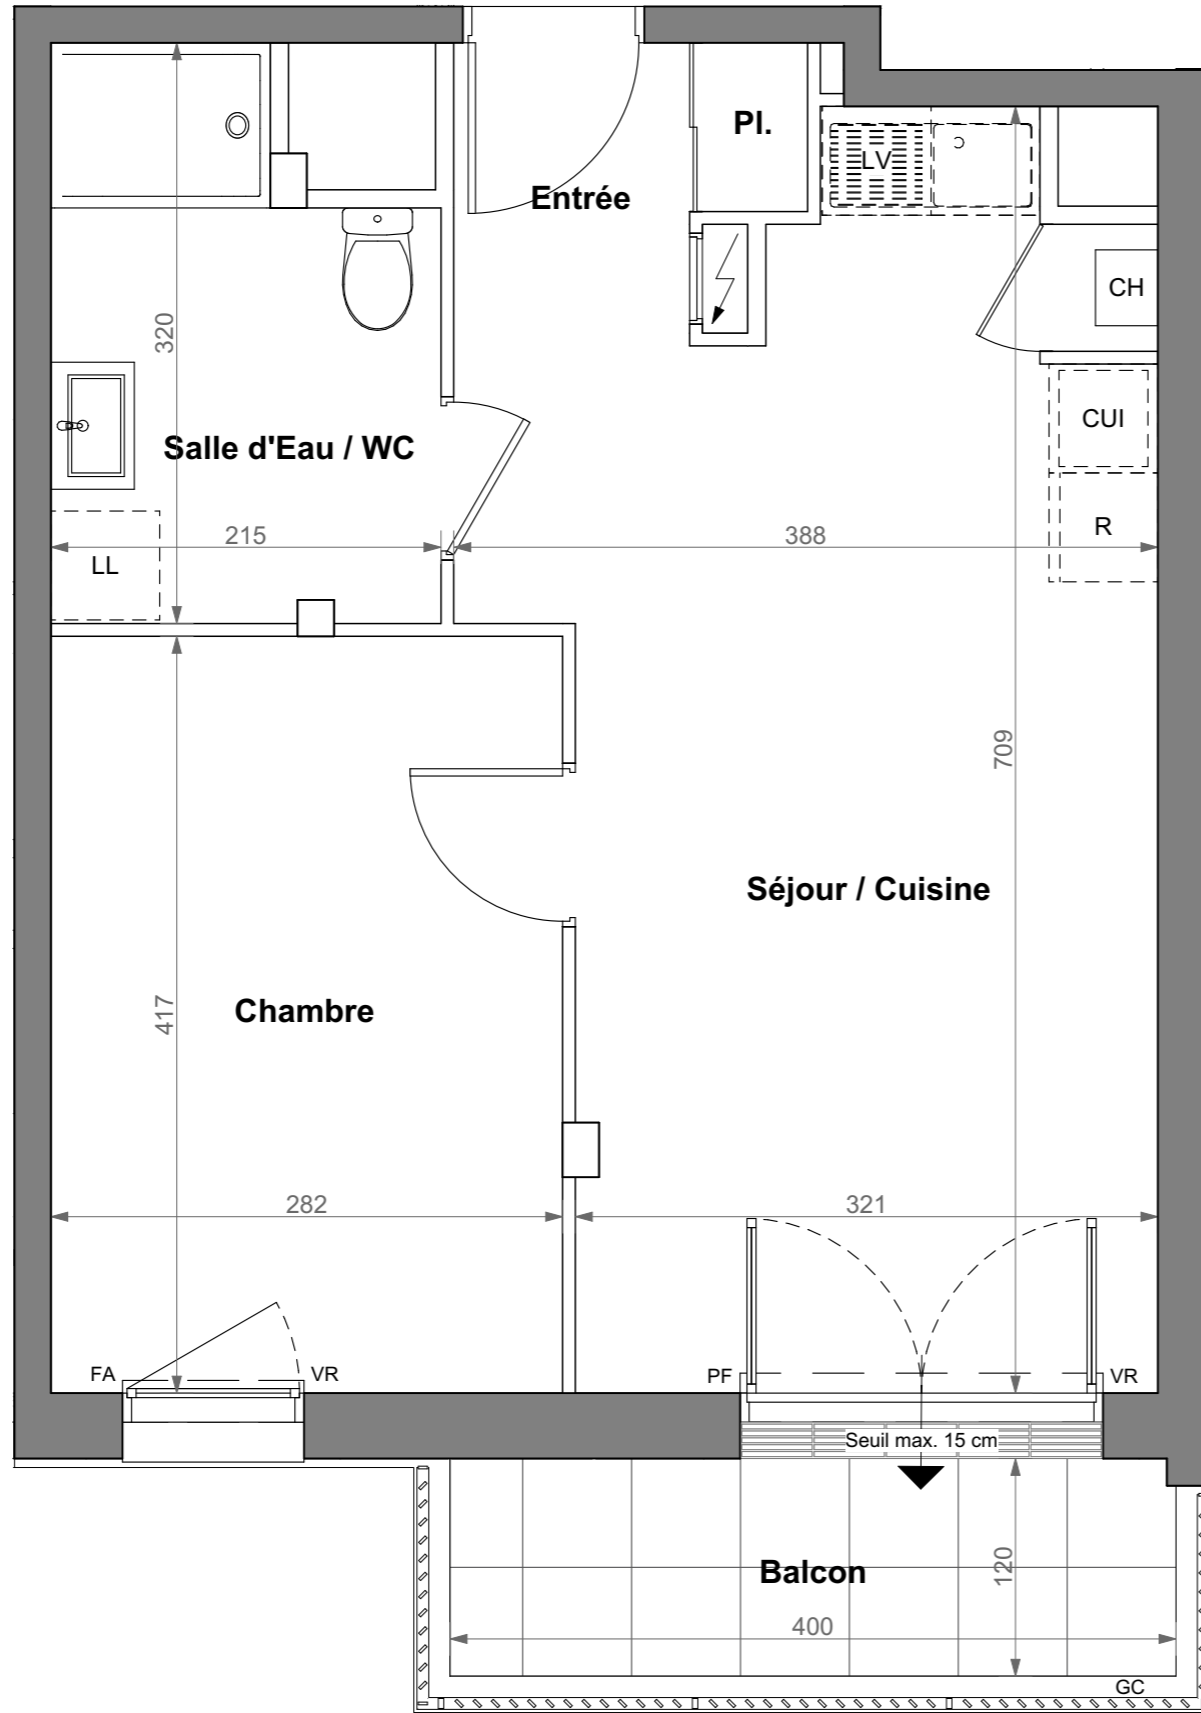 Pl.
LV
Entrée
CH
320
CUI
Salle d'Eau / WC
R
215
388
LL
709
Séjour / Cuisine
417
Chambre
282
321
FA
VR
PF
VR
Seuil max. 15 cm
Balcon
120
400
GC